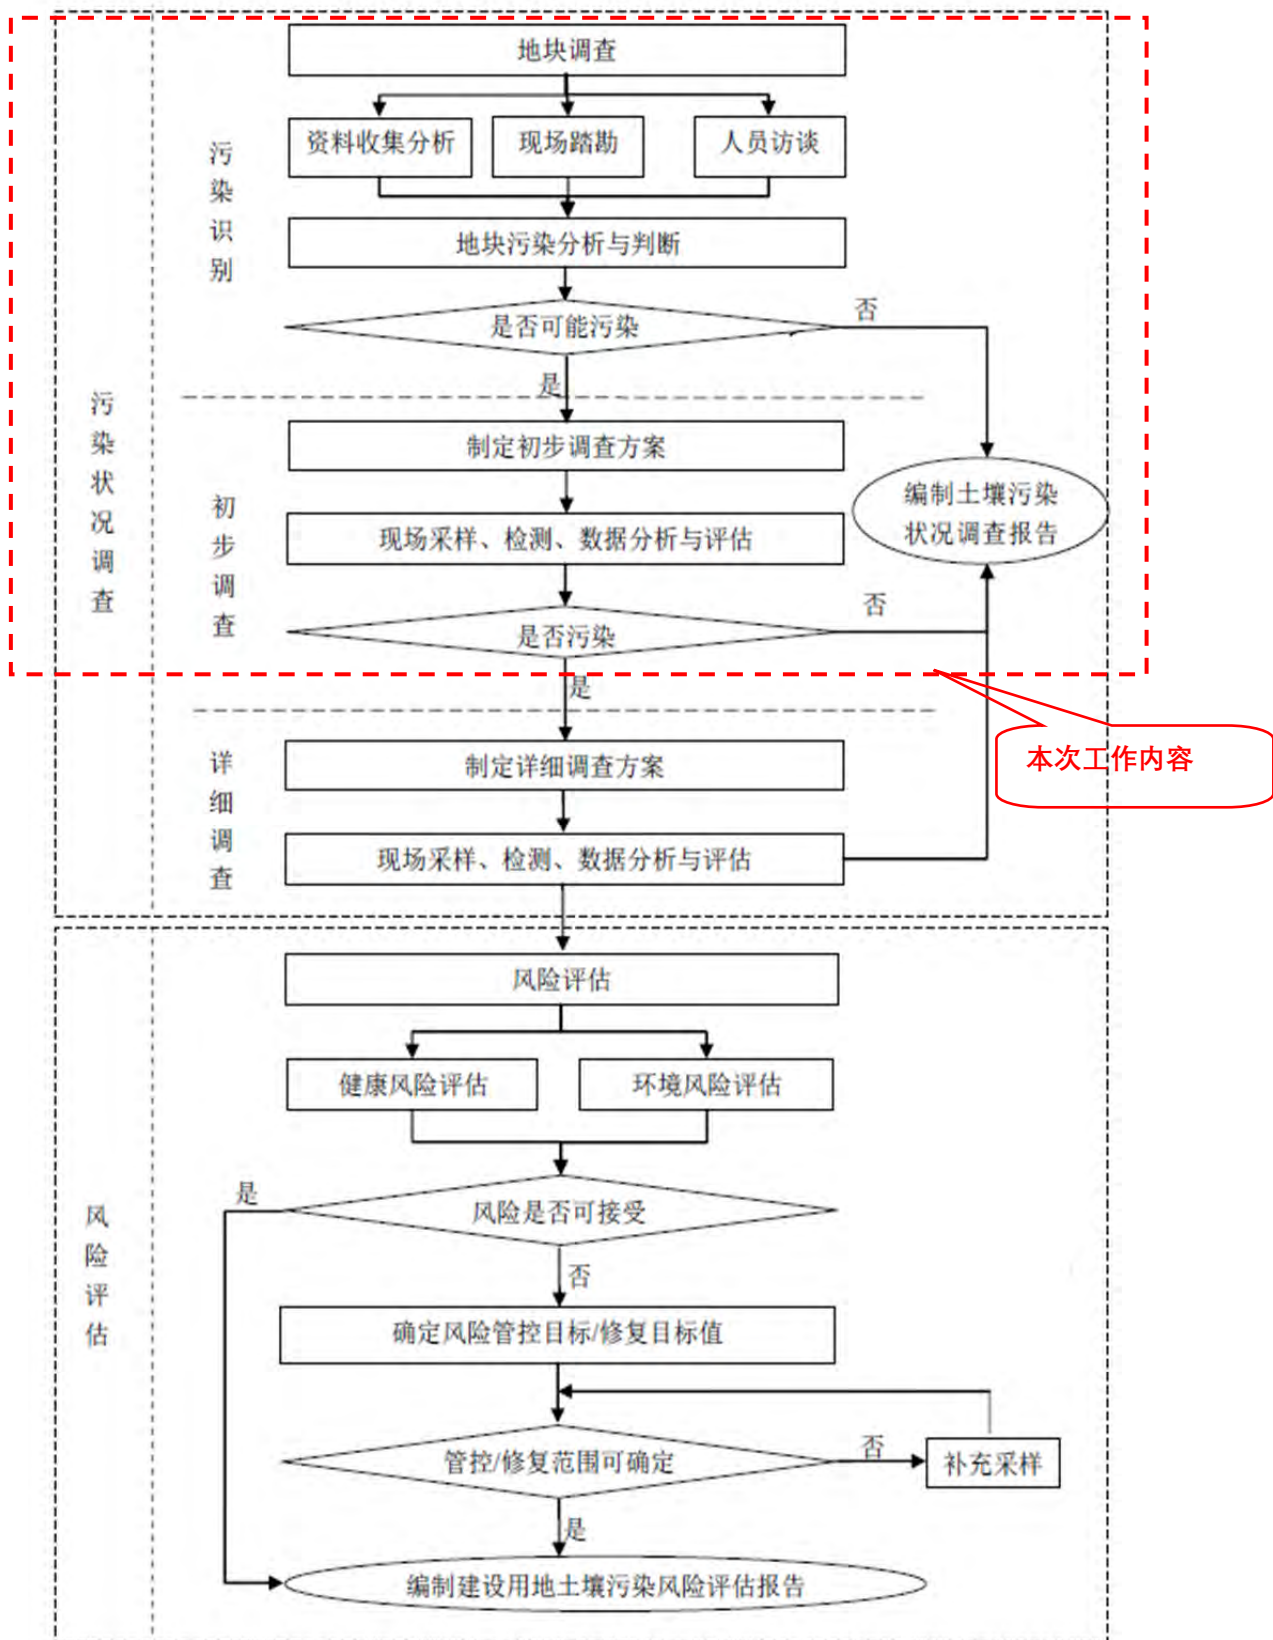 地块调查
资料收集分析
现场踏勘
人员访谈
污染识别
地块污染分析与判断
是否可能污染
否
是
污染状况调查
制定初步调查方案
编制土壤污染
状况调查报告
初步调查
现场采样、检测、数据分析与评估
是否污染
否
是
本次工作内容
详细调查
制定详细调查方案
现场采样、检测、数据分析与评估
风险评估
健康风险评估
环境风险评估
是
风险是否可接受
风险评估
否
确定风险管控目标/修复目标值
管控/修复范围可确定
否
补充采样
是
编制建设用地土壤污染风险评估报告